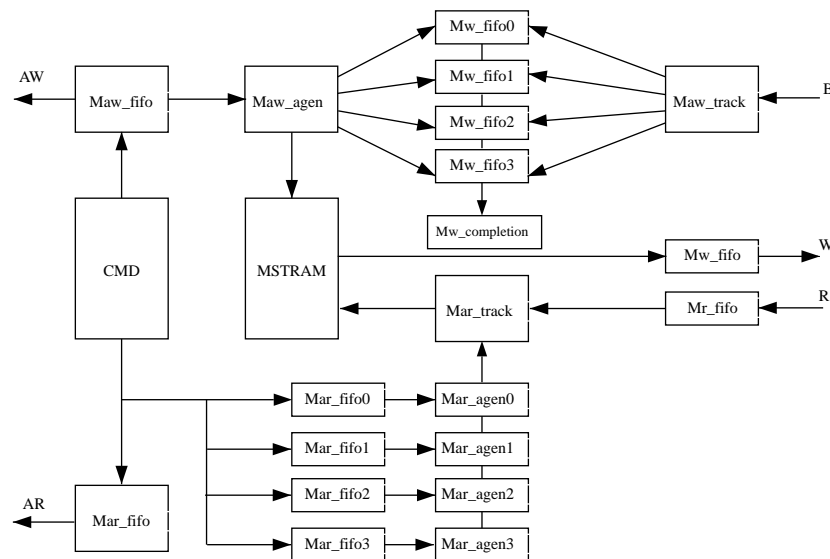 Mw_fifo0
AW
Mw_fifo1
B
Maw_fifo
Maw_agen
Maw_track
Mw_fifo2
Mw_fifo3
Mw_completion
W
CMD
MSTRAM
Mw_fifo
R
Mar_track
Mr_fifo
Mar_fifo0
Mar_agen0
Mar_fifo1
Mar_agen1
Mar_fifo2
Mar_agen2
AR
Mar_fifo
Mar_fifo3
Mar_agen3